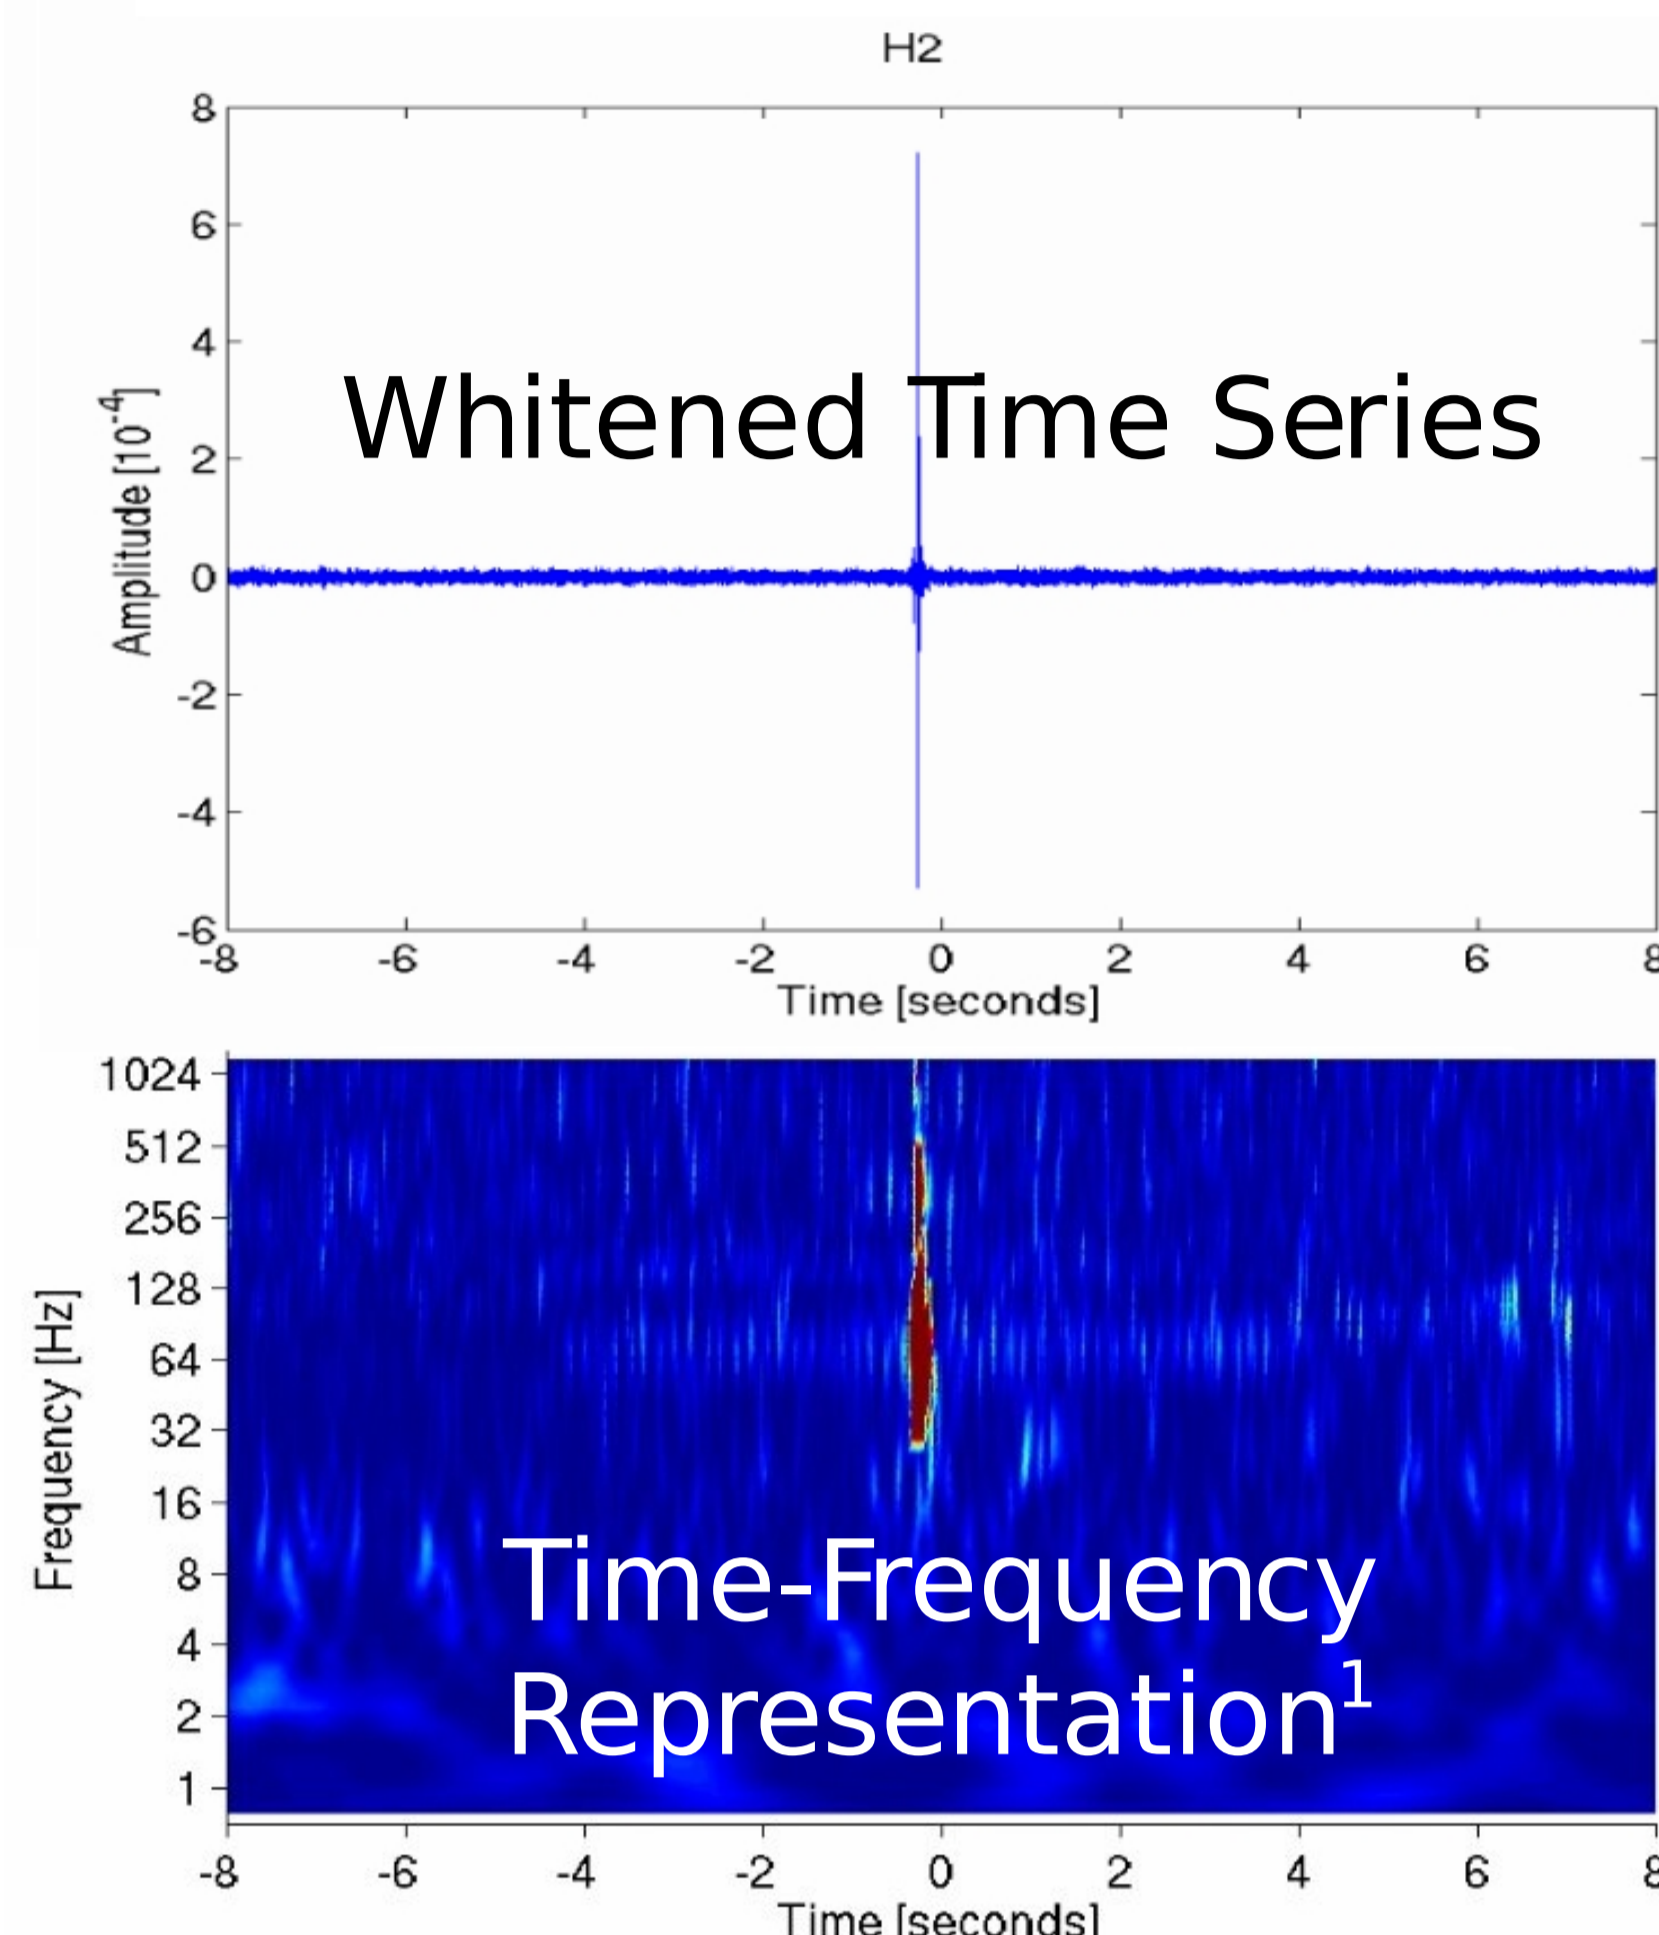 H2
8
6
4
2
0
-2
-4
-6
Amplitude [10⁻⁴]
Whitened Time Series
-8 -6 -4 -2 0 2 4 6 8
Time [seconds]
1024
512
256
128
64
32
16
8
4
2
1
Frequency [Hz]
Time-Frequency
Representation¹
-8 -6 -4 -2 0 2 4 6 8
Time [seconds]